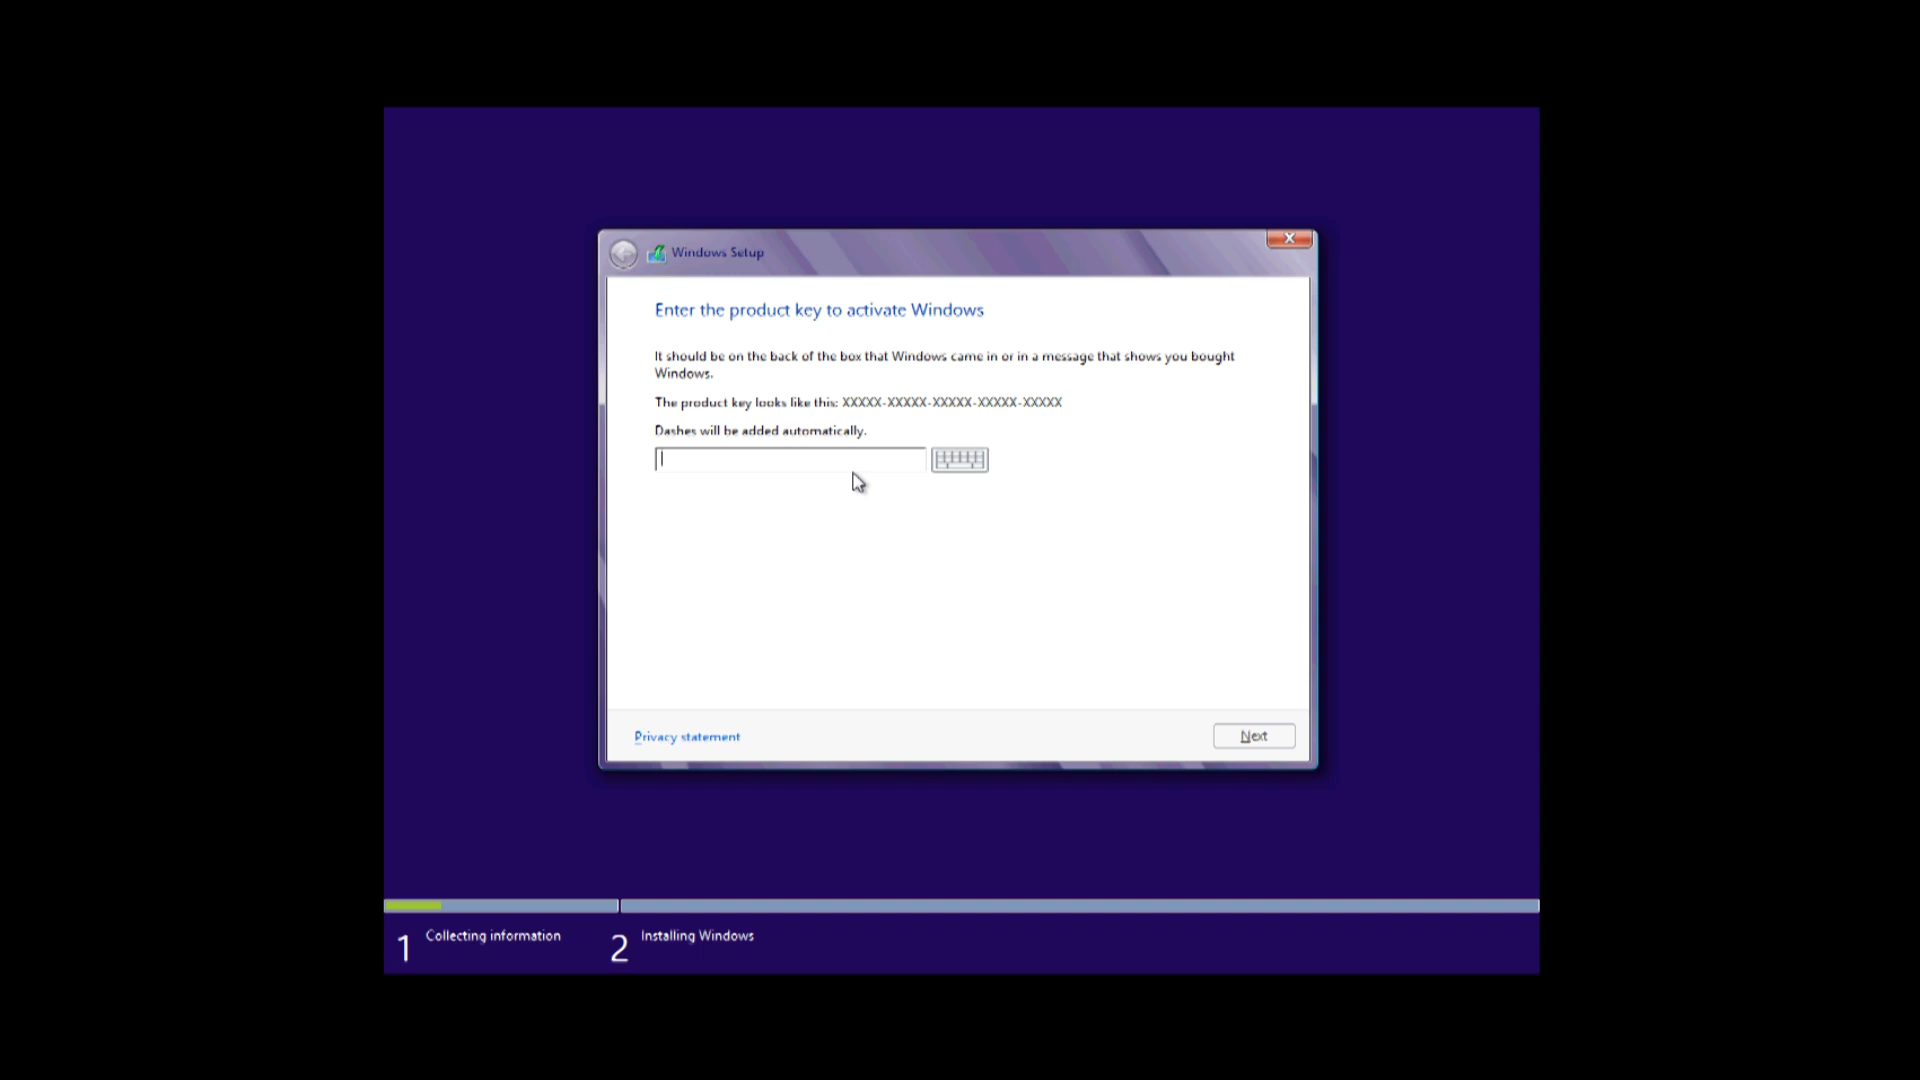 Windows Setup
Enter the product key to activate Windows
It should be on the back of the box that Windows came in or in a message that shows you bought
Windows.
The product key looks like this: XXXXX-XXXXX-XXXXX-XXXXX-XXXXX
Dashes will be added automatically.
Privacy statement
Next
1 Collecting information
2 Installing Windows